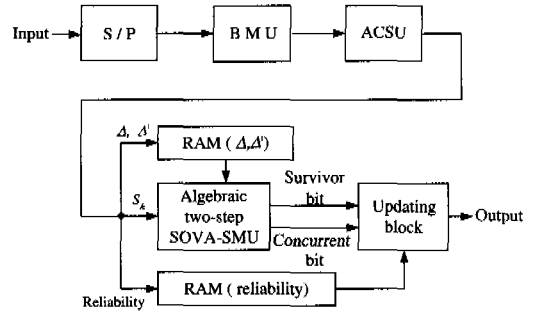 Input
S / P
B M U
ACSU
Δ, Δ'
RAM ( Δ,Δ')
Survivor
bit
S_k
Algebraic
two-step
SOVA-SMU
Updating
block
Output
Concurrent
bit
Reliability
RAM ( reliability)